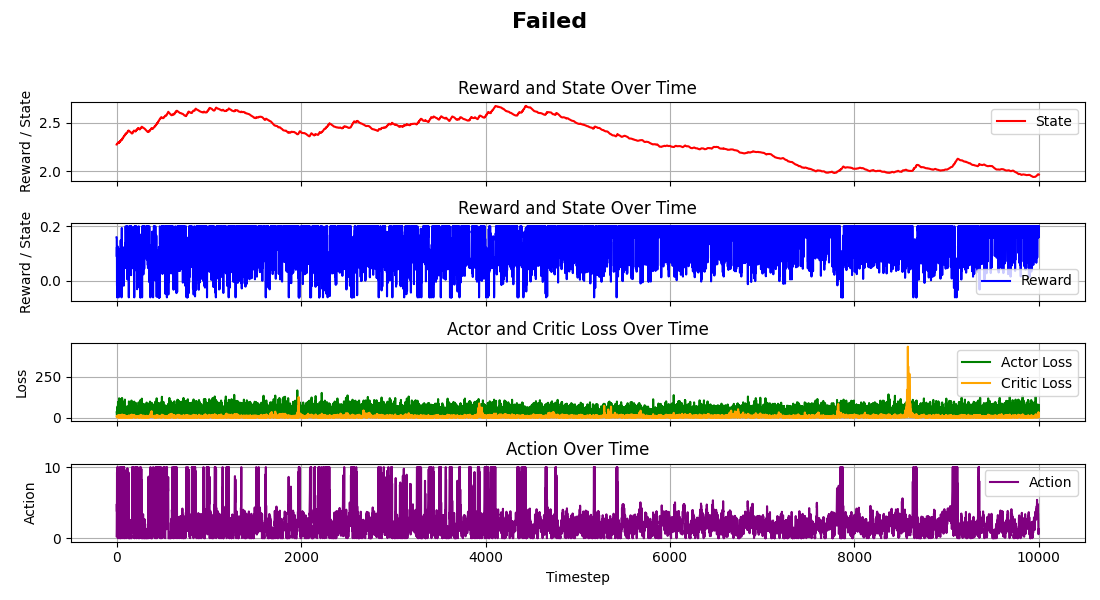 Failed
Reward and State Over Time
Reward / State
2.5
2.0
State
Reward and State Over Time
Reward / State
0.2
0.0
Reward
Actor and Critic Loss Over Time
Loss
250
0
Actor Loss
Critic Loss
Action Over Time
Action
10
0
Action
0 2000 4000 6000 8000 10000
Timestep